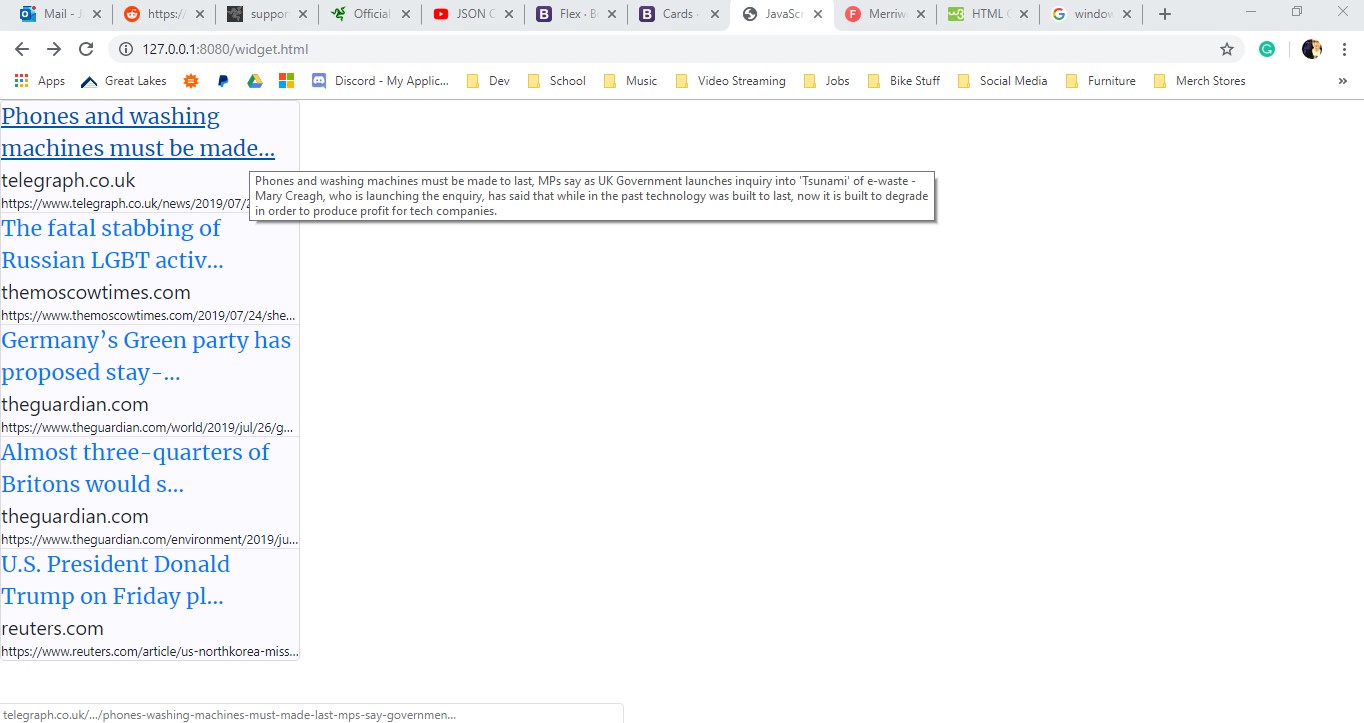 Mail - J
https:/
suppor
Official
JSON C
Flex · B
Cards ·
JavaScr
Merriw
HTML C
window
127.0.0.1:8080/widget.html
Apps
Great Lakes
Discord - My Applic...
Dev
School
Music
Video Streaming
Jobs
Bike Stuff
Social Media
Furniture
Merch Stores
»
Phones and washing
machines must be made...
telegraph.co.uk
https://www.telegraph.co.uk/news/2019/07/2
Phones and washing machines must be made to last, MPs say as UK Government launches inquiry into 'Tsunami' of e-waste -
Mary Creagh, who is launching the enquiry, has said that while in the past technology was built to last, now it is built to degrade
in order to produce profit for tech companies.
The fatal stabbing of
Russian LGBT activ...
themoscowtimes.com
https://www.themoscowtimes.com/2019/07/24/she...
Germany’s Green party has
proposed stay-...
theguardian.com
https://www.theguardian.com/world/2019/jul/26/g...
Almost three-quarters of
Britons would s...
theguardian.com
https://www.theguardian.com/environment/2019/ju...
U.S. President Donald
Trump on Friday pl...
reuters.com
https://www.reuters.com/article/us-northkorea-miss...
telegraph.co.uk/.../phones-washing-machines-must-made-last-mps-say-governmen...